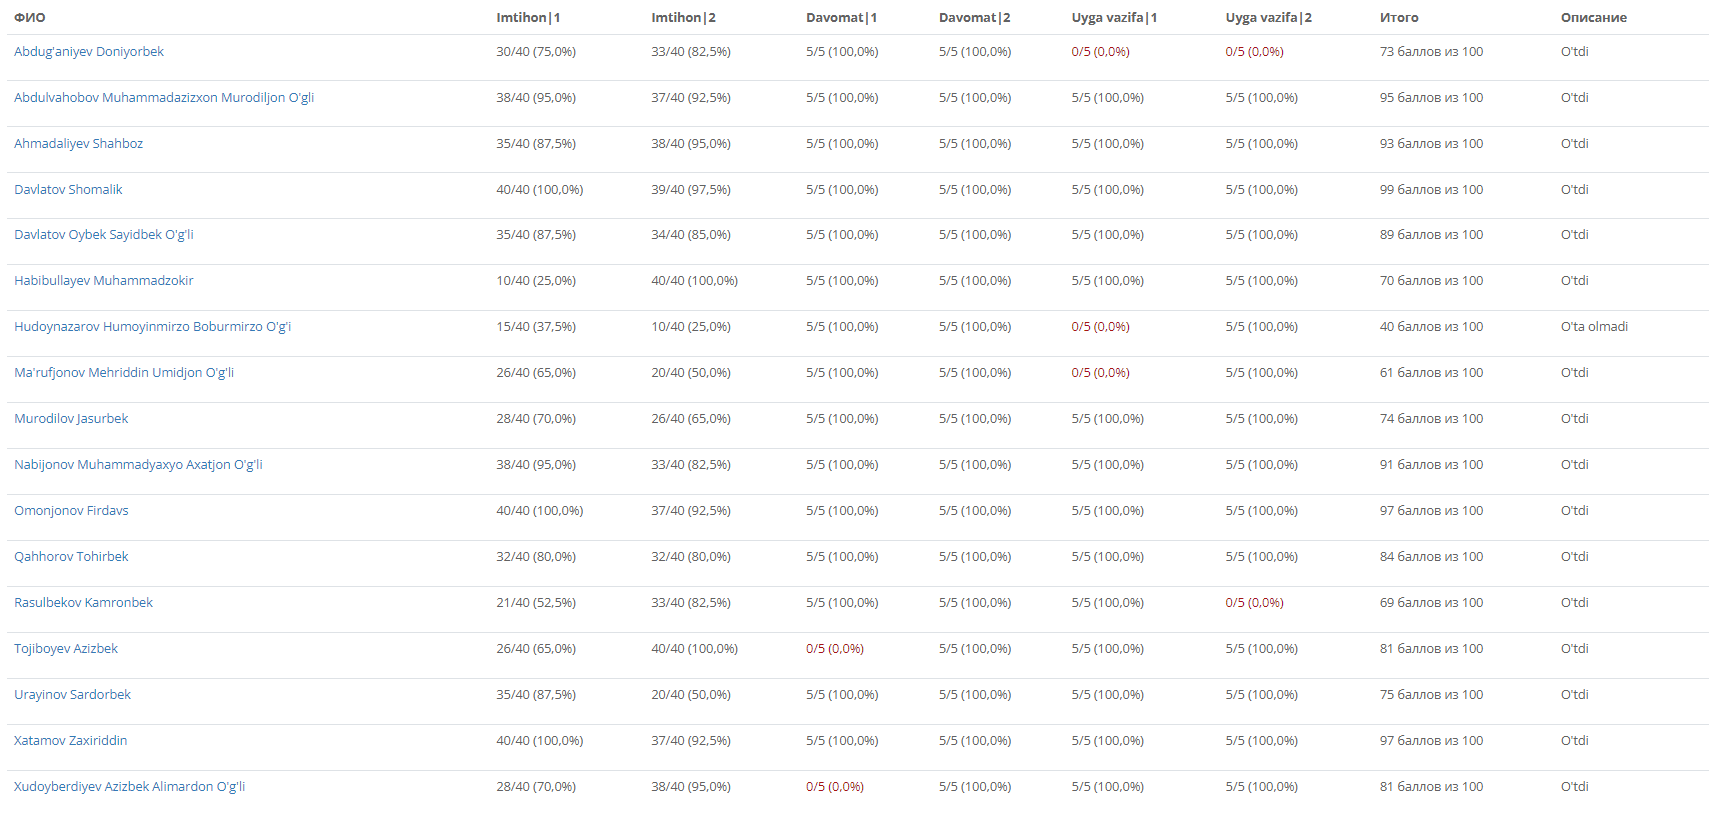 ФИО Imtihon|1 Imtihon|2 Davomat|1 Davomat|2 Uyga vazifa|1 Uyga vazifa|2 Итого Описание
Abdug'aniyev Doniyorbek 30/40 (75,0%) 33/40 (82,5%) 5/5 (100,0%) 5/5 (100,0%) 0/5 (0,0%) 0/5 (0,0%) 73 баллов из 100 O'tdi
Abdulvahobov Muhammadazizxon Murodiljon O'gli 38/40 (95,0%) 37/40 (92,5%) 5/5 (100,0%) 5/5 (100,0%) 5/5 (100,0%) 5/5 (100,0%) 95 баллов из 100 O'tdi
Ahmadaliyev Shahboz 35/40 (87,5%) 38/40 (95,0%) 5/5 (100,0%) 5/5 (100,0%) 5/5 (100,0%) 5/5 (100,0%) 93 баллов из 100 O'tdi
Davlatov Shomalik 40/40 (100,0%) 39/40 (97,5%) 5/5 (100,0%) 5/5 (100,0%) 5/5 (100,0%) 5/5 (100,0%) 99 баллов из 100 O'tdi
Davlatov Oybek Sayidbek O'g'li 35/40 (87,5%) 34/40 (85,0%) 5/5 (100,0%) 5/5 (100,0%) 5/5 (100,0%) 5/5 (100,0%) 89 баллов из 100 O'tdi
Habibullayev Muhammadzokir 10/40 (25,0%) 40/40 (100,0%) 5/5 (100,0%) 5/5 (100,0%) 5/5 (100,0%) 5/5 (100,0%) 70 баллов из 100 O'tdi
Hudoynazarov Humoyinmirzo Boburmirzo O'g'i 15/40 (37,5%) 10/40 (25,0%) 5/5 (100,0%) 5/5 (100,0%) 0/5 (0,0%) 5/5 (100,0%) 40 баллов из 100 O'ta olmadi
Ma'rufjonov Mehriddin Umidjon O'g'li 26/40 (65,0%) 20/40 (50,0%) 5/5 (100,0%) 5/5 (100,0%) 0/5 (0,0%) 5/5 (100,0%) 61 баллов из 100 O'tdi
Murodilov Jasurbek 28/40 (70,0%) 26/40 (65,0%) 5/5 (100,0%) 5/5 (100,0%) 5/5 (100,0%) 5/5 (100,0%) 74 баллов из 100 O'tdi
Nabijonov Muhammadyaxyo Axatjon O'g'li 38/40 (95,0%) 33/40 (82,5%) 5/5 (100,0%) 5/5 (100,0%) 5/5 (100,0%) 5/5 (100,0%) 91 баллов из 100 O'tdi
Omonjonov Firdavs 40/40 (100,0%) 37/40 (92,5%) 5/5 (100,0%) 5/5 (100,0%) 5/5 (100,0%) 5/5 (100,0%) 97 баллов из 100 O'tdi
Qahhorov Tohirbek 32/40 (80,0%) 32/40 (80,0%) 5/5 (100,0%) 5/5 (100,0%) 5/5 (100,0%) 5/5 (100,0%) 84 баллов из 100 O'tdi
Rasulbekov Kamronbek 21/40 (52,5%) 33/40 (82,5%) 5/5 (100,0%) 5/5 (100,0%) 5/5 (100,0%) 0/5 (0,0%) 69 баллов из 100 O'tdi
Tojiboyev Azizbek 26/40 (65,0%) 40/40 (100,0%) 0/5 (0,0%) 5/5 (100,0%) 5/5 (100,0%) 5/5 (100,0%) 81 баллов из 100 O'tdi
Urayinov Sardorbek 35/40 (87,5%) 20/40 (50,0%) 5/5 (100,0%) 5/5 (100,0%) 5/5 (100,0%) 5/5 (100,0%) 75 баллов из 100 O'tdi
Xatamov Zaxiriddin 40/40 (100,0%) 37/40 (92,5%) 5/5 (100,0%) 5/5 (100,0%) 5/5 (100,0%) 5/5 (100,0%) 97 баллов из 100 O'tdi
Xudoyberdiyev Azizbek Alimardon O'g'li 28/40 (70,0%) 38/40 (95,0%) 0/5 (0,0%) 5/5 (100,0%) 5/5 (100,0%) 5/5 (100,0%) 81 баллов из 100 O'tdi